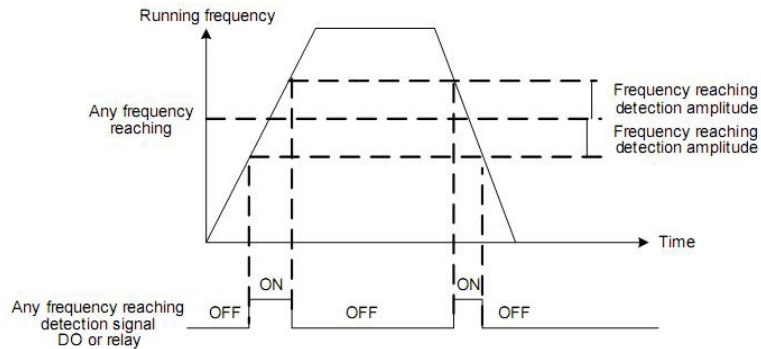 Running frequency
Any frequency
reaching
Frequency reaching
detection amplitude
Frequency reaching
detection amplitude
Time
ON
ON
Any frequency reaching
detection signal
DO or relay
OFF
OFF
OFF